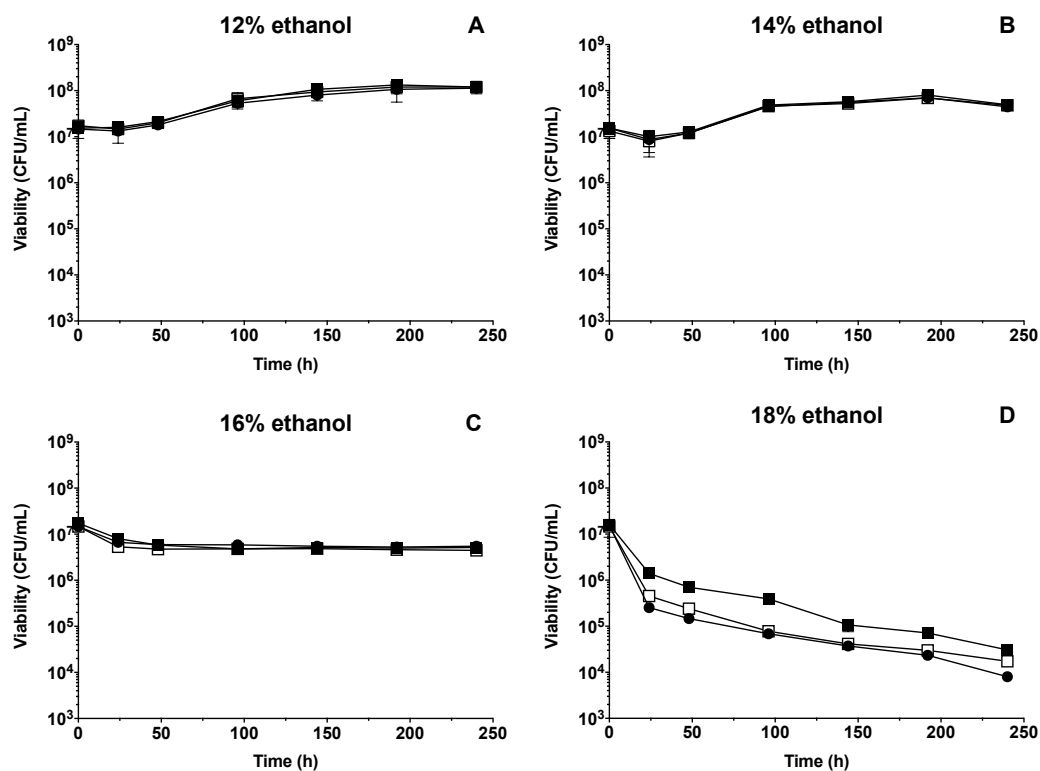 12% ethanol A
10⁹
10⁸
10⁷
10⁶
10⁵
10⁴
10³
Viability (CFU/mL)
0 50 100 150 200 250
Time (h)
14% ethanol B
10⁹
10⁸
10⁷
10⁶
10⁵
10⁴
10³
Viability (CFU/mL)
0 50 100 150 200 250
Time (h)
16% ethanol C
10⁹
10⁸
10⁷
10⁶
10⁵
10⁴
10³
Viability (CFU/mL)
0 50 100 150 200 250
Time (h)
18% ethanol D
10⁹
10⁸
10⁷
10⁶
10⁵
10⁴
10³
Viability (CFU/mL)
0 50 100 150 200 250
Time (h)